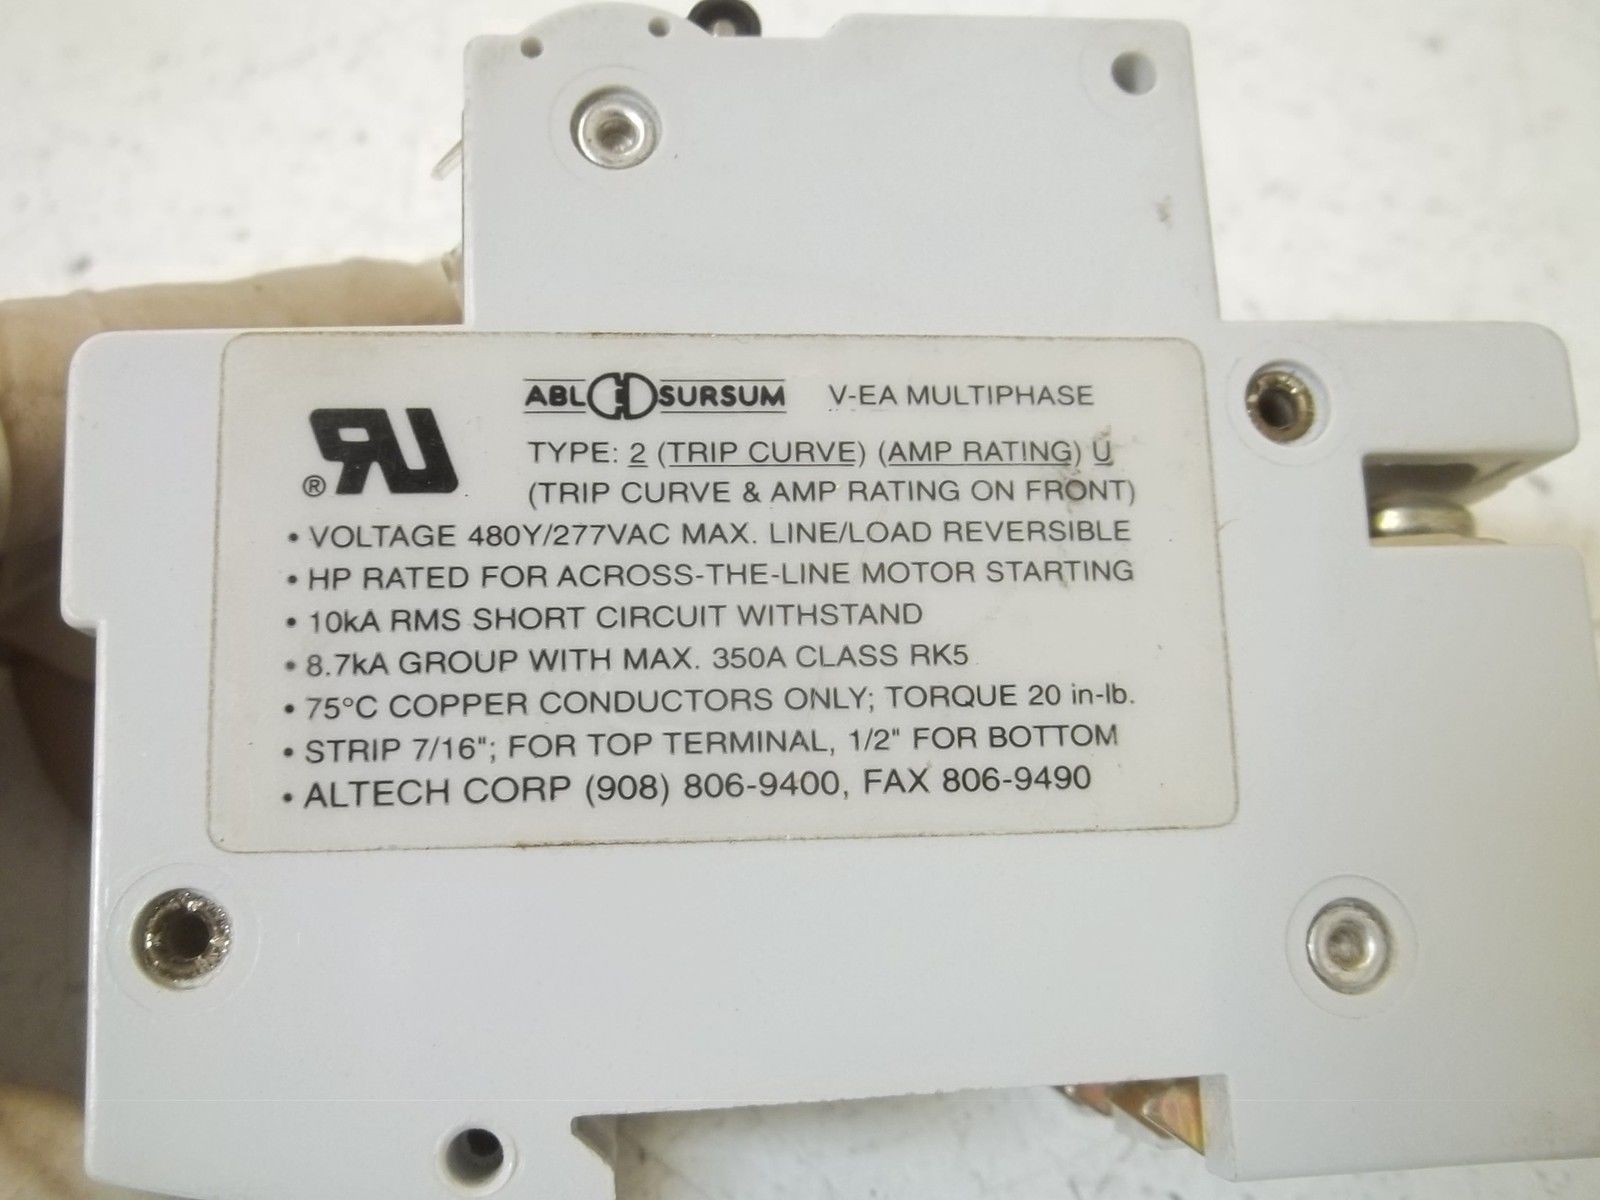 ABL SURSUM V-EA MULTIPHASE
TYPE: 2 (TRIP CURVE) (AMP RATING) U
(TRIP CURVE & AMP RATING ON FRONT)
• VOLTAGE 480Y/277VAC MAX. LINE/LOAD REVERSIBLE
• HP RATED FOR ACROSS-THE-LINE MOTOR STARTING
• 10kA RMS SHORT CIRCUIT WITHSTAND
• 8.7kA GROUP WITH MAX. 350A CLASS RK5
• 75°C COPPER CONDUCTORS ONLY; TORQUE 20 in-lb.
• STRIP 7/16"; FOR TOP TERMINAL, 1/2" FOR BOTTOM
• ALTECH CORP (908) 806-9400, FAX 806-9490
®